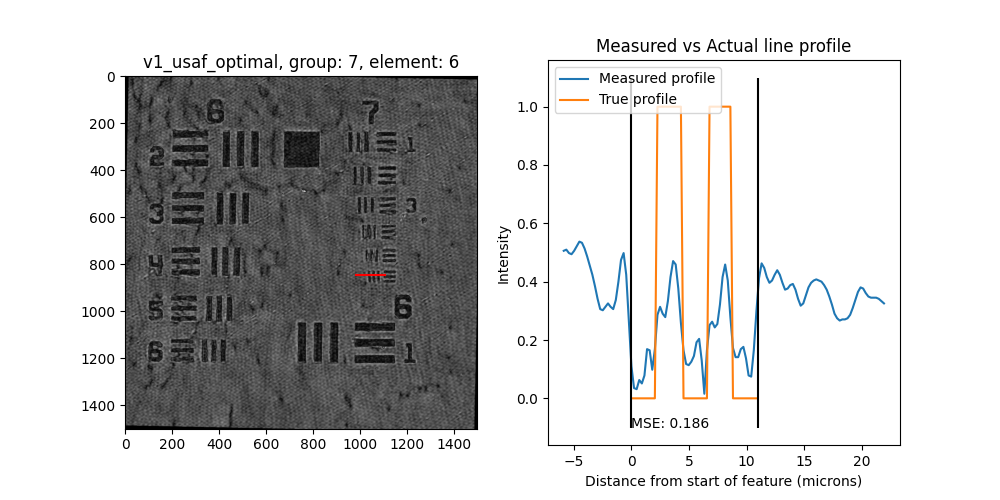 v1_usaf_optimal, group: 7, element: 6
0
200
400
600
800
1000
1200
1400
0 200 400 600 800 1000 1200 1400
6 7
2 1
3 3
4
5 6
6 1
Measured vs Actual line profile
Measured profile
True profile
Intensity
1.0
0.8
0.6
0.4
0.2
0.0
MSE: 0.186
−5 0 5 10 15 20
Distance from start of feature (microns)